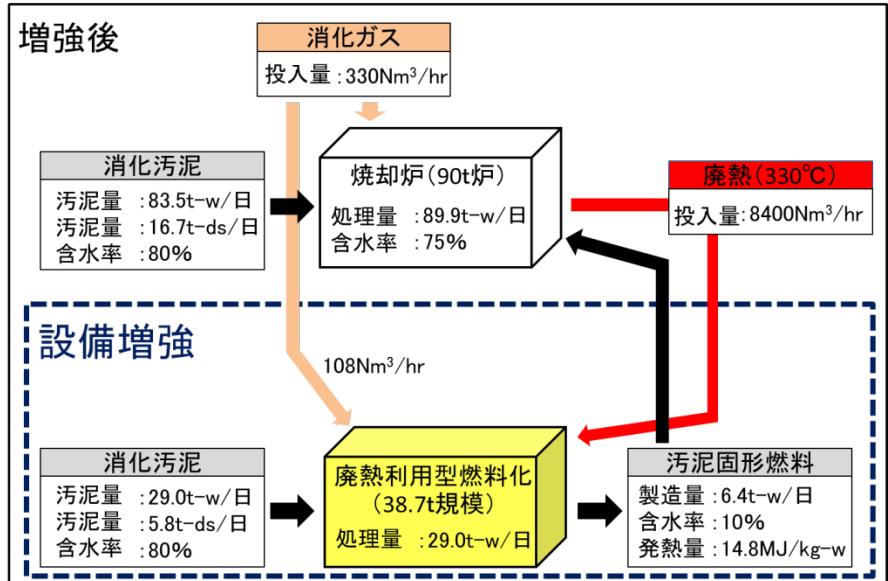 増強後
消化ガス
投入量：330Nm³/hr
消化汚泥
汚泥量：83.5t-w/日
汚泥量：16.7t-ds/日
含水率：80%
焼却炉(90t炉)
処理量：89.9t-w/日
含水率：75%
廃熱(330℃)
投入量：8400Nm³/hr
設備増強
108Nm³/hr
消化汚泥
汚泥量：29.0t-w/日
汚泥量：5.8t-ds/日
含水率：80%
廃熱利用型燃料化
(38.7t規模)
処理量：29.0t-w/日
汚泥固形燃料
製造量：6.4t-w/日
含水率：10%
発熱量：14.8MJ/kg-w